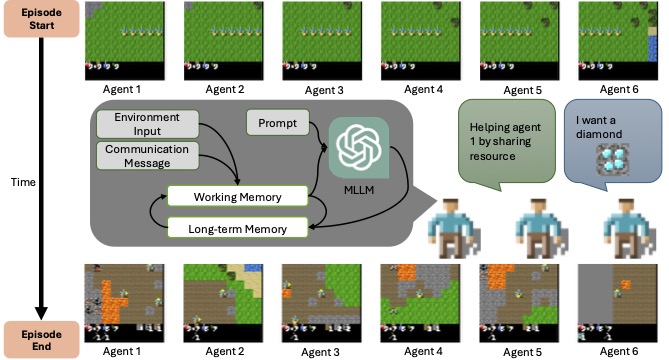 Episode
Start
Agent 1
Agent 2
Agent 3
Agent 4
Agent 5
Agent 6
Environment
Input
Communication
Message
Prompt
MLLM
Working Memory
Long-term Memory
Helping agent
1 by sharing
resource
I want a
diamond
Time
Episode
End
Agent 1
Agent 2
Agent 3
Agent 4
Agent 5
Agent 6